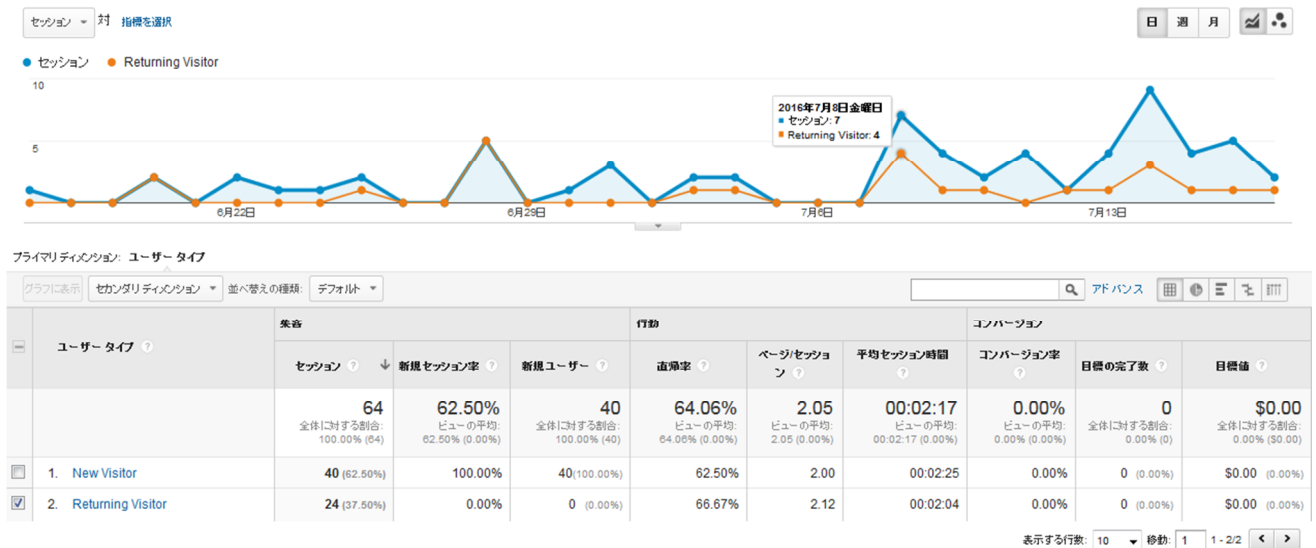 セッション 対 指標を選択 日 週 月
セッション Returning Visitor
10
2016年7月8日金曜日
セッション: 7
Returning Visitor: 4
5
6月22日 6月29日 7月6日 7月13日
プライマリ ディメンション: ユーザー タイプ
グラフに表示 セカンダリ ディメンション 並べ替えの種類: デフォルト アドバンス
集客 行動 コンバージョン
ユーザー タイプ ?
セッション ? 新規セッション率 ? 新規ユーザー ? 直帰率 ? ページ/セッション ? 平均セッション時間 ? コンバージョン率 ? 目標の完了数 ? 目標値 ?
64 62.50% 40 64.06% 2.05 00:02:17 0.00% 0 $0.00
全体に対する割合: ビューの平均: 全体に対する割合: ビューの平均: ビューの平均: ビューの平均: ビューの平均: 全体に対する割合: 全体に対する割合:
100.00% (64) 62.50% (0.00%) 100.00% (40) 64.06% (0.00%) 2.05 (0.00%) 00:02:17 (0.00%) 0.00% (0.00%) 0.00% (0) 0.00% ($0.00)
1. New Visitor 40 (62.50%) 100.00% 40(100.00%) 62.50% 2.00 00:02:25 0.00% 0 (0.00%) $0.00 (0.00%)
2. Returning Visitor 24 (37.50%) 0.00% 0 (0.00%) 66.67% 2.12 00:02:04 0.00% 0 (0.00%) $0.00 (0.00%)
表示する行数: 10 移動: 1 1 - 2/2